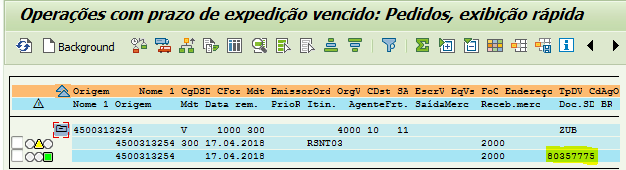 Operações com prazo de expedição vencido: Pedidos, exibição rápida
Background
Origem Nome 1 CgDSD CFor Mdt EmissorOrd OrgV CDst SA EscrV EqVs FoC Endereço TpDV CdAgO
Nome 1 Origem Mdt Data rem. PrioR Itin. AgenteFrt. SaídaMerc Receb.merc Doc.SD BR
4500313254 V 1000 300 4000 10 11 ZUB
4500313254 300 17.04.2018 RSNT03 2000
4500313254 17.04.2018 2000 80357775